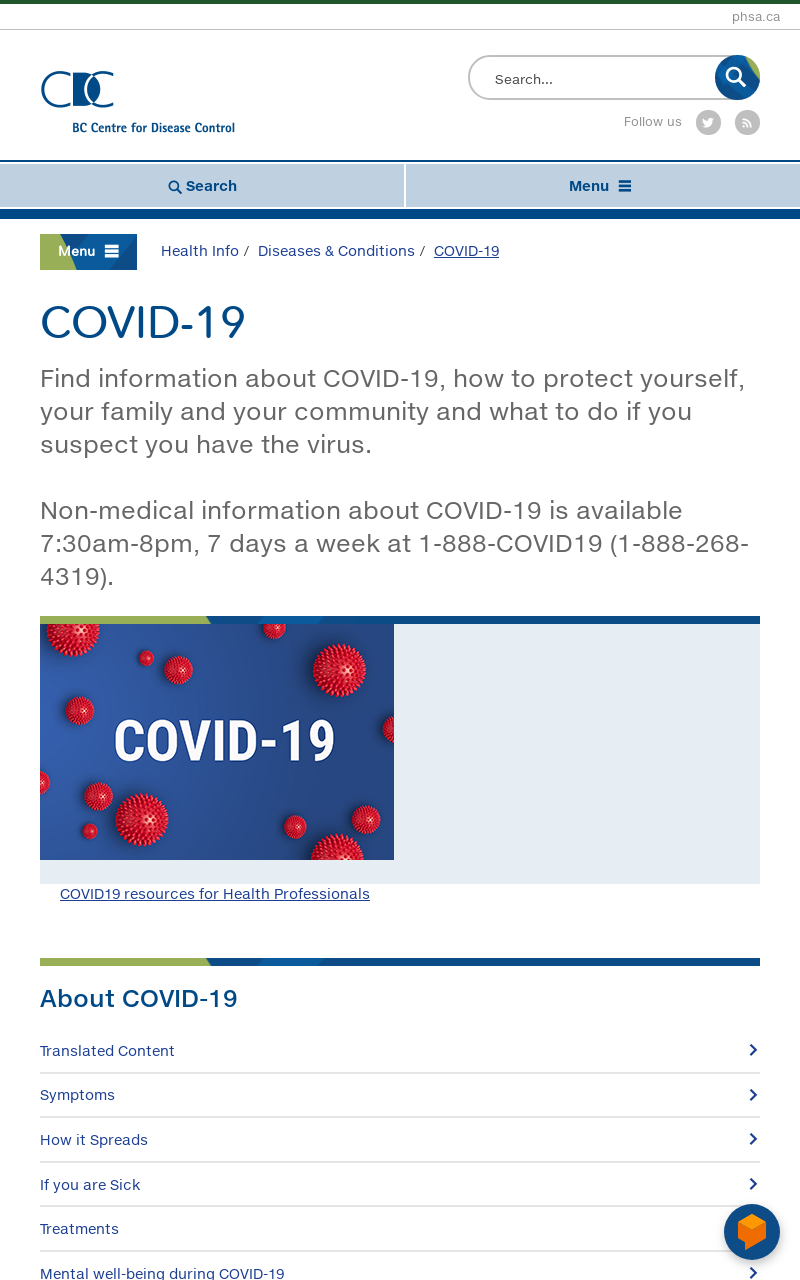 phsa.ca
CDC
BC Centre for Disease Control
Search...
Follow us
Search
Menu
Menu
Health Info / Diseases & Conditions / COVID-19
COVID-19
Find information about COVID-19, how to protect yourself,
your family and your community and what to do if you
suspect you have the virus.
Non-medical information about COVID-19 is available
7:30am-8pm, 7 days a week at 1-888-COVID19 (1-888-268-
4319).
COVID-19
COVID19 resources for Health Professionals
About COVID-19
Translated Content
Symptoms
How it Spreads
If you are Sick
Treatments
Mental well-being during COVID-19